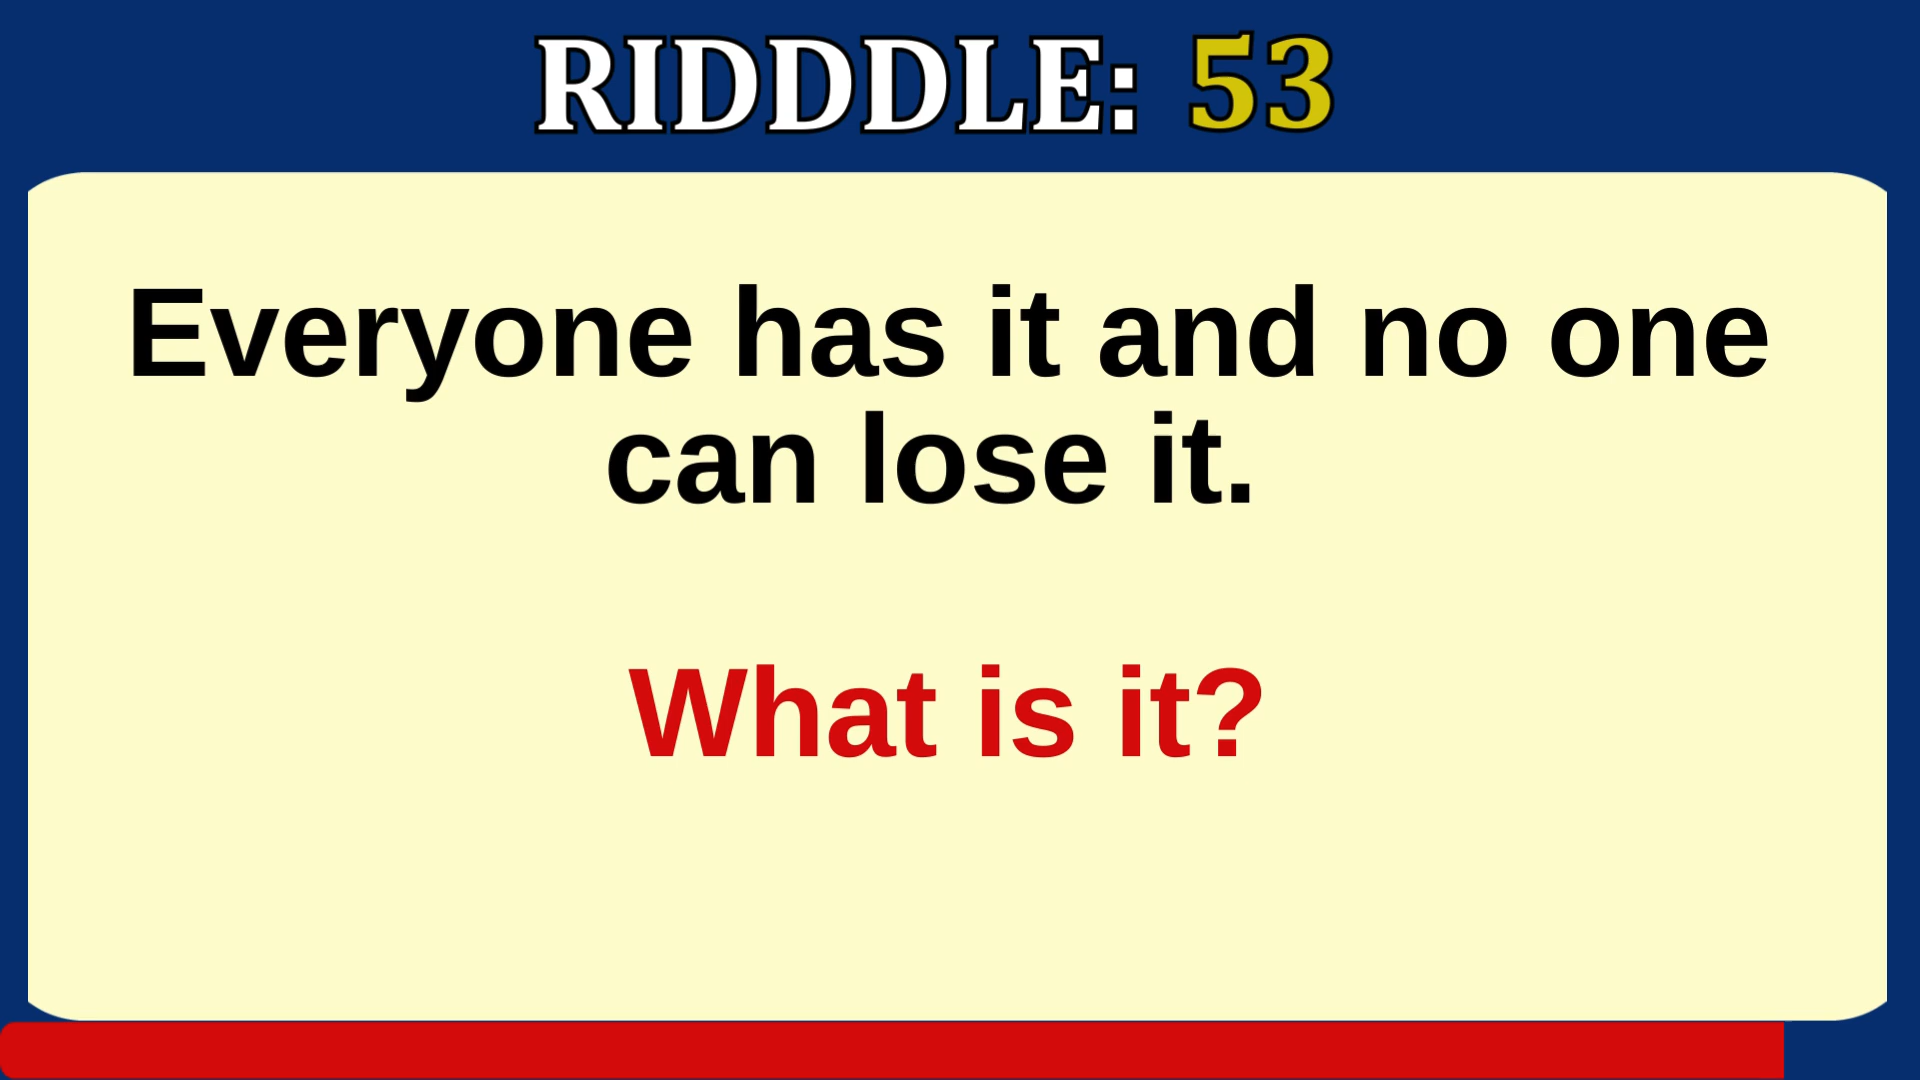 RIDDDLE: 53
Everyone has it and no one
can lose it.
What is it?